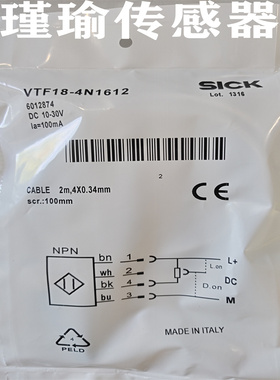 瑾瑜传感器
VTF18-4N1612
SICK
Lot. 1316
6012874
DC 10-30V
Ia=100mA
2
CABLE 2m,4X0.34mm
scr.:100mm
CE
NPN
bn 1
wh 2
bk 4
bu 3
L+
L.on
DC
D.on
M
4
PELD
MADE IN ITALY